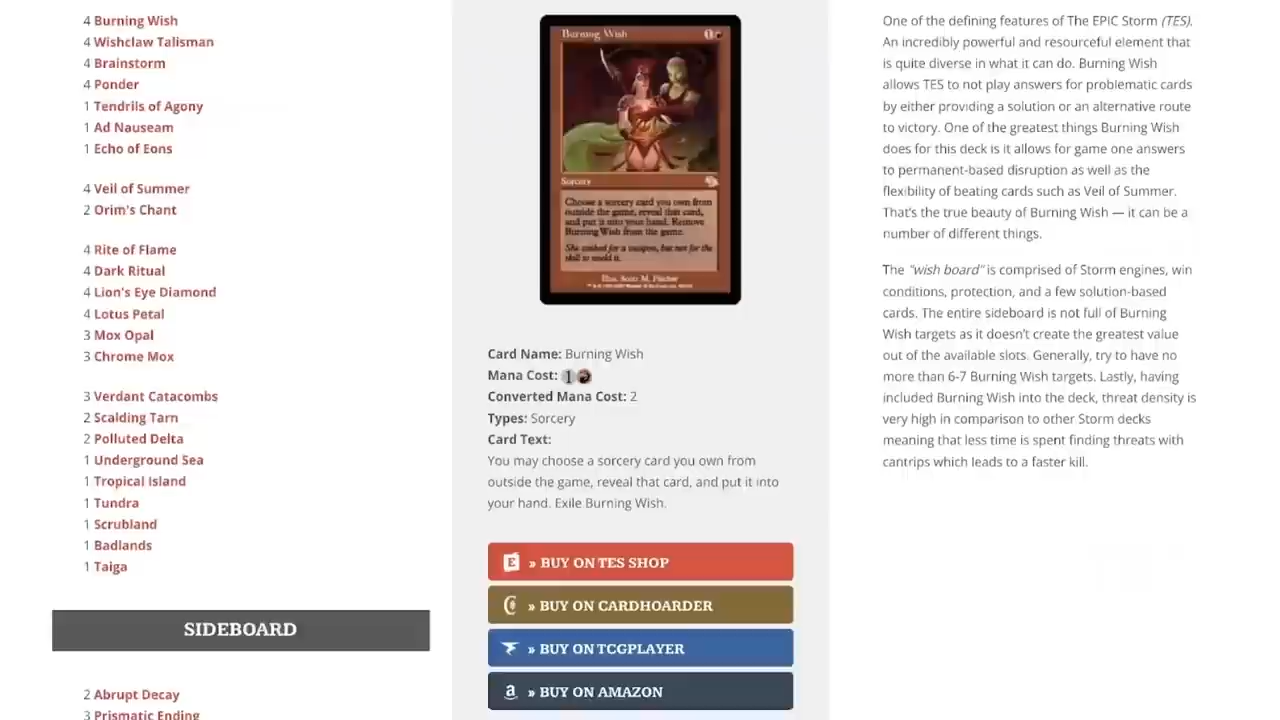 4 Burning Wish
4 Wishclaw Talisman
4 Brainstorm
4 Ponder
1 Tendrils of Agony
1 Ad Nauseam
1 Echo of Eons
4 Veil of Summer
2 Orim's Chant
4 Rite of Flame
4 Dark Ritual
4 Lion's Eye Diamond
4 Lotus Petal
3 Mox Opal
3 Chrome Mox
3 Verdant Catacombs
2 Scalding Tarn
2 Polluted Delta
1 Underground Sea
1 Tropical Island
1 Tundra
1 Scrubland
1 Badlands
1 Taiga
SIDEBOARD
2 Abrupt Decay
3 Prismatic Ending
Burning Wish
1
Sorcery
Choose a sorcery card you own from
outside the game, reveal that card,
and put it into your hand. Remove
Burning Wish from the game.
She wished for a weapon, but not for the
skill to wield it.
Illus. Scott M. Fischer
Card Name: Burning Wish
Mana Cost: 1
Converted Mana Cost: 2
Types: Sorcery
Card Text:
You may choose a sorcery card you own from
outside the game, reveal that card, and put it into
your hand. Exile Burning Wish.
E » BUY ON TES SHOP
» BUY ON CARDHOARDER
» BUY ON TCGPLAYER
a » BUY ON AMAZON
One of the defining features of The EPIC Storm (TES).
An incredibly powerful and resourceful element that
is quite diverse in what it can do. Burning Wish
allows TES to not play answers for problematic cards
by either providing a solution or an alternative route
to victory. One of the greatest things Burning Wish
does for this deck is it allows for game one answers
to permanent-based disruption as well as the
flexibility of beating cards such as Veil of Summer.
That's the true beauty of Burning Wish — it can be a
number of different things.
The "wish board" is comprised of Storm engines, win
conditions, protection, and a few solution-based
cards. The entire sideboard is not full of Burning
Wish targets as it doesn't create the greatest value
out of the available slots. Generally, try to have no
more than 6-7 Burning Wish targets. Lastly, having
included Burning Wish into the deck, threat density is
very high in comparison to other Storm decks
meaning that less time is spent finding threats with
cantrips which leads to a faster kill.